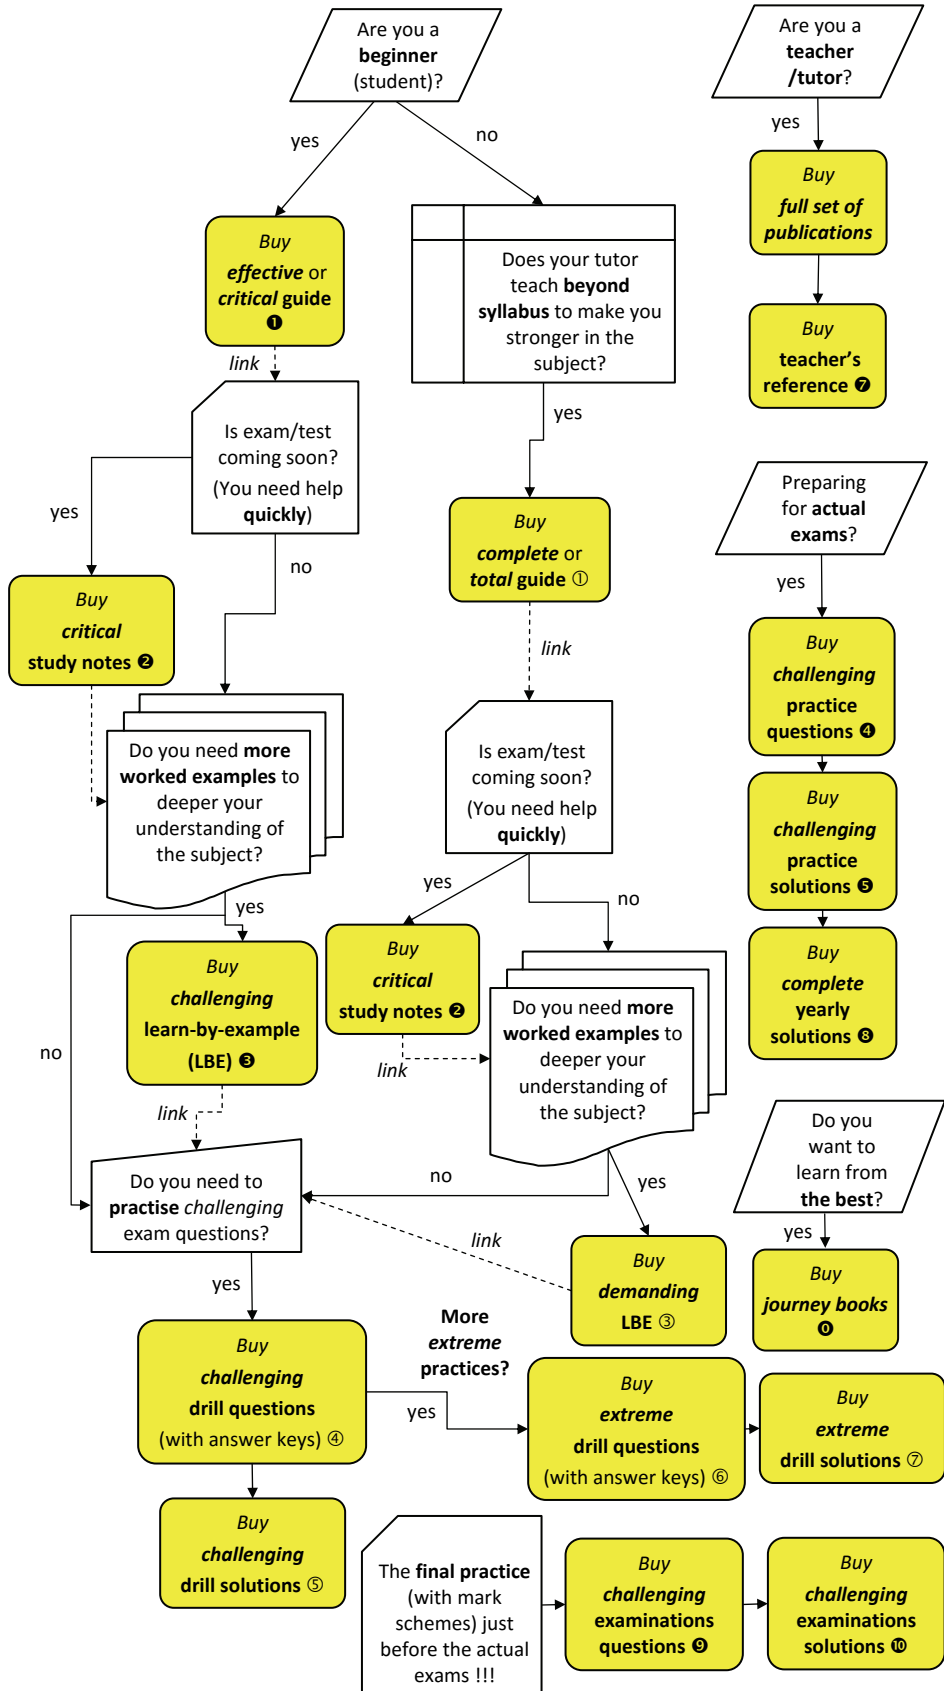 Are you a
beginner
(student)?
yes
no
Buy
effective or
critical guide
❶
link
Does your tutor
teach beyond
syllabus to make you
stronger in the
subject?
yes
Is exam/test
coming soon?
(You need help
quickly)
yes
no
Buy
critical
study notes ❷
Buy
complete or
total guide ①
link
Do you need more
worked examples to
deeper your
understanding of
the subject?
yes
no
Is exam/test
coming soon?
(You need help
quickly)
yes
no
Buy
challenging
learn-by-example
(LBE) ❸
link
Buy
critical
study notes ❷
link
Do you need more
worked examples to
deeper your
understanding of
the subject?
no
yes
Do you need to
practise challenging
exam questions?
yes
link
Buy
demanding
LBE ③
Buy
challenging
drill questions
(with answer keys) ④
More
extreme
practices?
yes
Buy
extreme
drill questions
(with answer keys) ⑥
Buy
extreme
drill solutions ⑦
Buy
challenging
drill solutions ⑤
The final practice
(with mark
schemes) just
before the actual
exams !!!
Buy
challenging
examinations
questions ❾
Buy
challenging
examinations
solutions ❿
Are you a
teacher
/tutor?
yes
Buy
full set of
publications
Buy
teacher's
reference ❼
Preparing
for actual
exams?
yes
Buy
challenging
practice
questions ❹
Buy
challenging
practice
solutions ❺
Buy
complete
yearly
solutions ❽
Do you
want to
learn from
the best?
yes
Buy
journey books
⓿